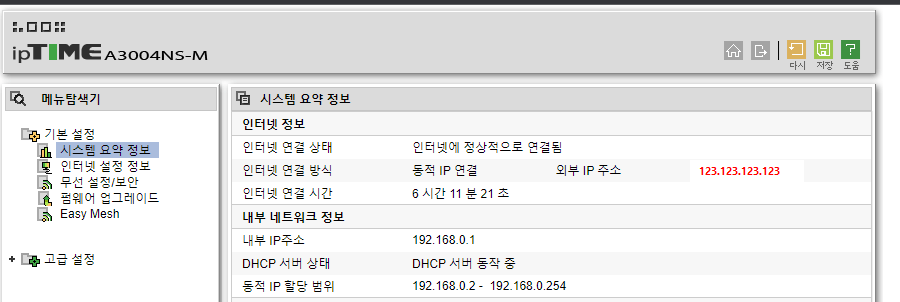 ipTIME A3004NS-M
다시 저장 도움
메뉴탐색기
기본 설정
시스템 요약 정보
인터넷 설정 정보
무선 설정/보안
펌웨어 업그레이드
Easy Mesh
고급 설정
시스템 요약 정보
인터넷 정보
인터넷 연결 상태 인터넷에 정상적으로 연결됨
인터넷 연결 방식 동적 IP 연결 외부 IP 주소 123.123.123.123
인터넷 연결 시간 6 시간 11 분 21 초
내부 네트워크 정보
내부 IP주소 192.168.0.1
DHCP 서버 상태 DHCP 서버 동작 중
동적 IP 할당 범위 192.168.0.2 - 192.168.0.254